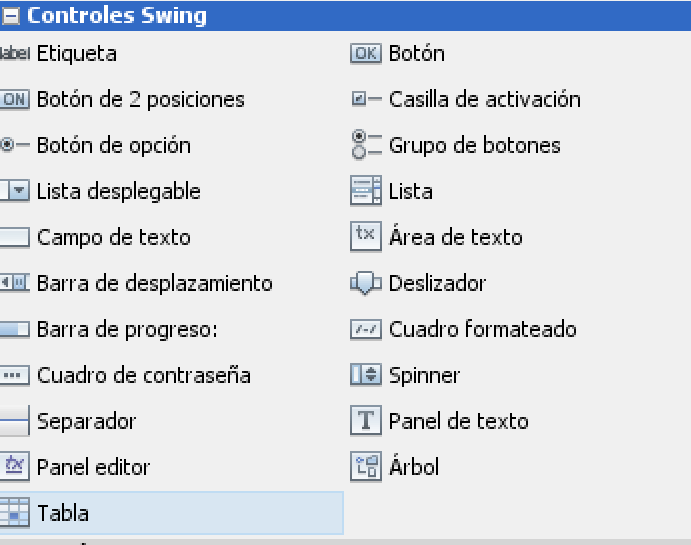 Controles Swing
label Etiqueta
OK Botón
ON Botón de 2 posiciones
Casilla de activación
Botón de opción
Grupo de botones
Lista desplegable
Lista
Campo de texto
tx Área de texto
Barra de desplazamiento
Deslizador
Barra de progreso:
Cuadro formateado
Cuadro de contraseña
Spinner
Separador
T Panel de texto
tx Panel editor
Árbol
Tabla